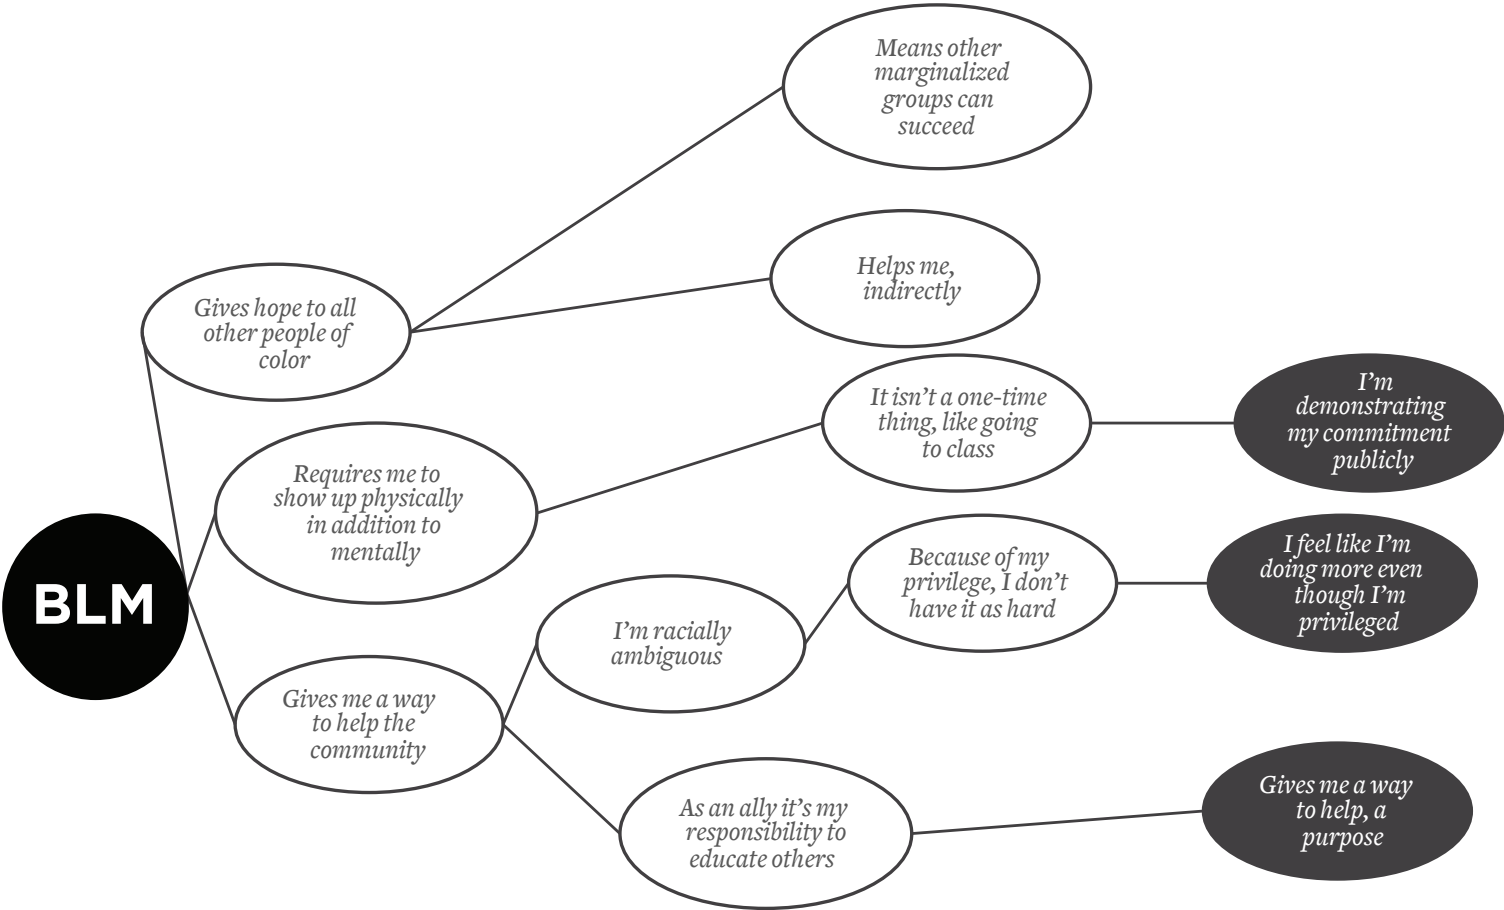 Means other
marginalized
groups can
succeed
Helps me,
indirectly
Gives hope to all
other people of
color
It isn’t a one-time
thing, like going
to class
I’m
demonstrating
my commitment
publicly
Requires me to
show up physically
in addition to
mentally
BLM
Because of my
privilege, I don’t
have it as hard
I feel like I’m
doing more even
though I’m
privileged
I’m racially
ambiguous
Gives me a way
to help the
community
As an ally it’s my
responsibility to
educate others
Gives me a way
to help, a
purpose